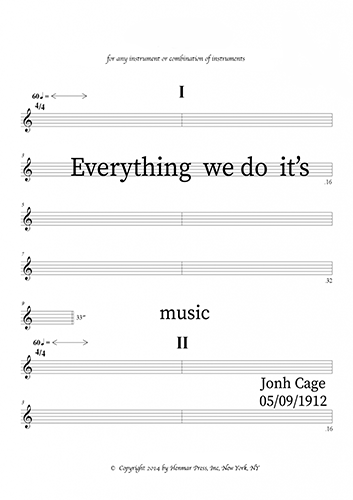 for any instrument or combination of instruments
I
60 =
4/4
3
Everything we do it's
.16
5
7
32
9
33"
music
60 =
4/4
II
Jonh Cage
05/09/1912
3
.16
© Copyright 2014 by Henmar Press, Inc, New York, NY